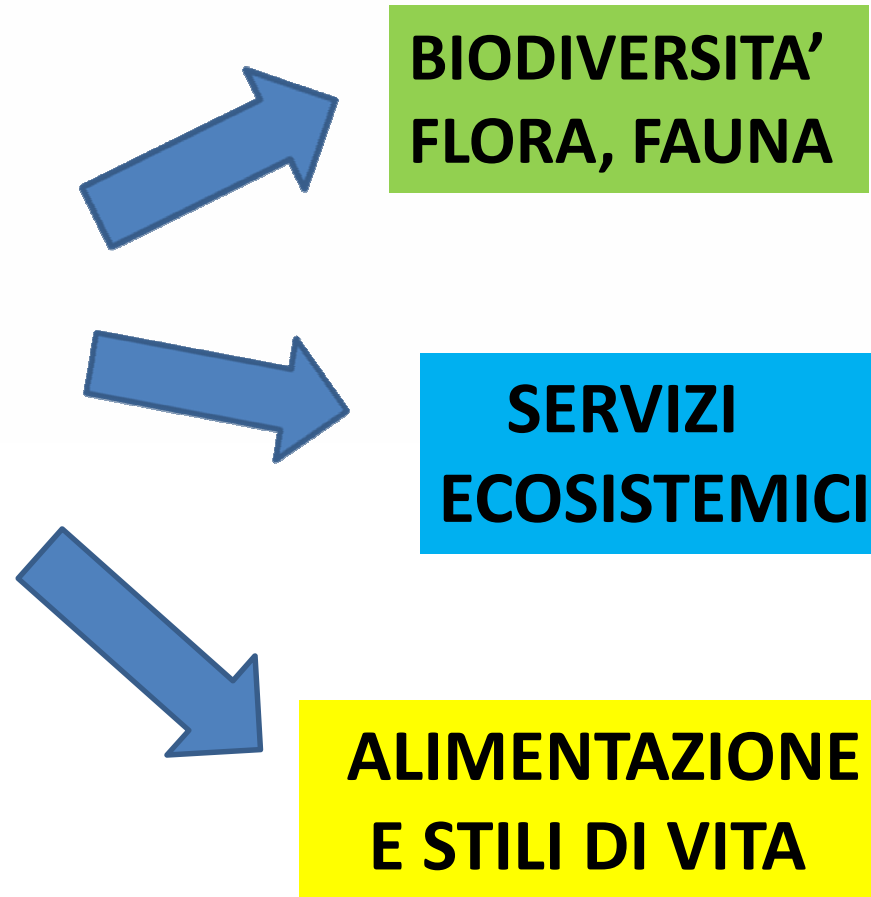 BIODIVERSITA’
FLORA, FAUNA
SERVIZI
ECOSISTEMICI
ALIMENTAZIONE
E STILI DI VITA